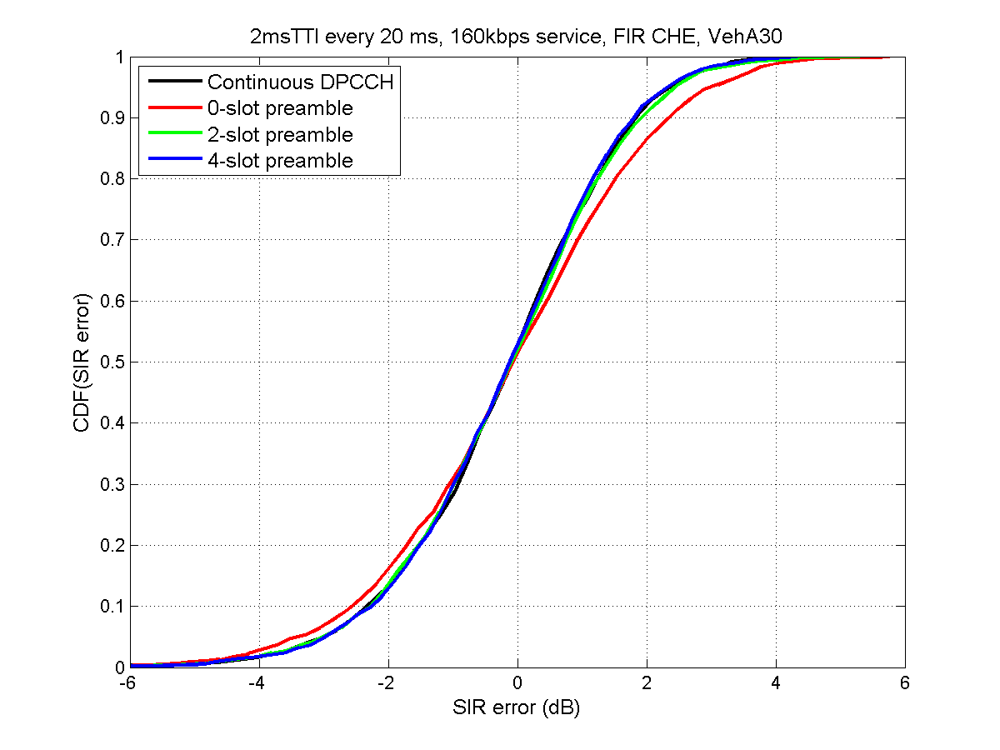 2msTTI every 20 ms, 160kbps service, FIR CHE, VehA30
Continuous DPCCH
0-slot preamble
2-slot preamble
4-slot preamble
CDF(SIR error)
1
0.9
0.8
0.7
0.6
0.5
0.4
0.3
0.2
0.1
0
-6
-4
-2
0
2
4
6
SIR error (dB)